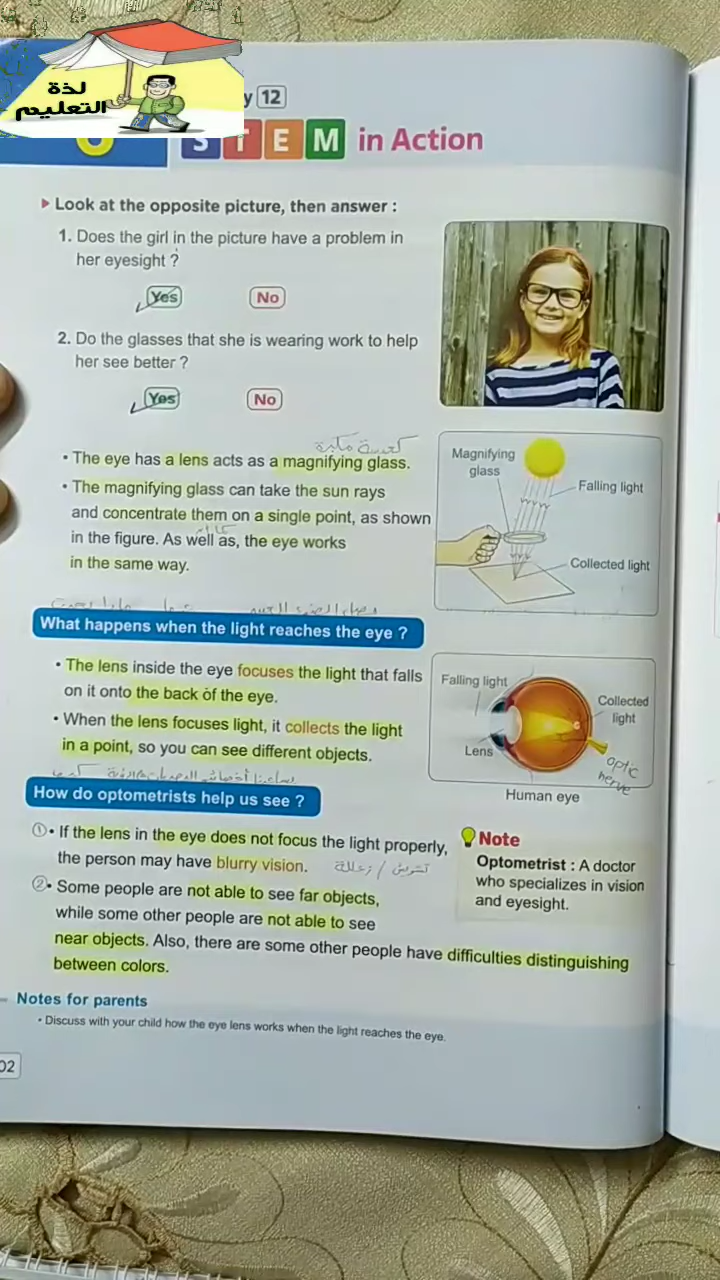 لذة
التعليم
y 12
STEM in Action
Look at the opposite picture, then answer :
1. Does the girl in the picture have a problem in
her eyesight ?
Yes No
2. Do the glasses that she is wearing work to help
her see better ?
Yes No
• The eye has a lens acts as a magnifying glass.
• The magnifying glass can take the sun rays
and concentrate them on a single point, as shown
in the figure. As well as, the eye works
in the same way.
Magnifying
glass
Falling light
Collected light
What happens when the light reaches the eye ?
• The lens inside the eye focuses the light that falls
on it onto the back of the eye.
• When the lens focuses light, it collects the light
in a point, so you can see different objects.
Falling light
Collected
light
Lens
optic
nerve
Human eye
How do optometrists help us see ?
① • If the lens in the eye does not focus the light properly,
the person may have blurry vision.
② • Some people are not able to see far objects,
while some other people are not able to see
near objects. Also, there are some other people have difficulties distinguishing
between colors.
Note
Optometrist : A doctor
who specializes in vision
and eyesight.
Notes for parents
• Discuss with your child how the eye lens works when the light reaches the eye.
02